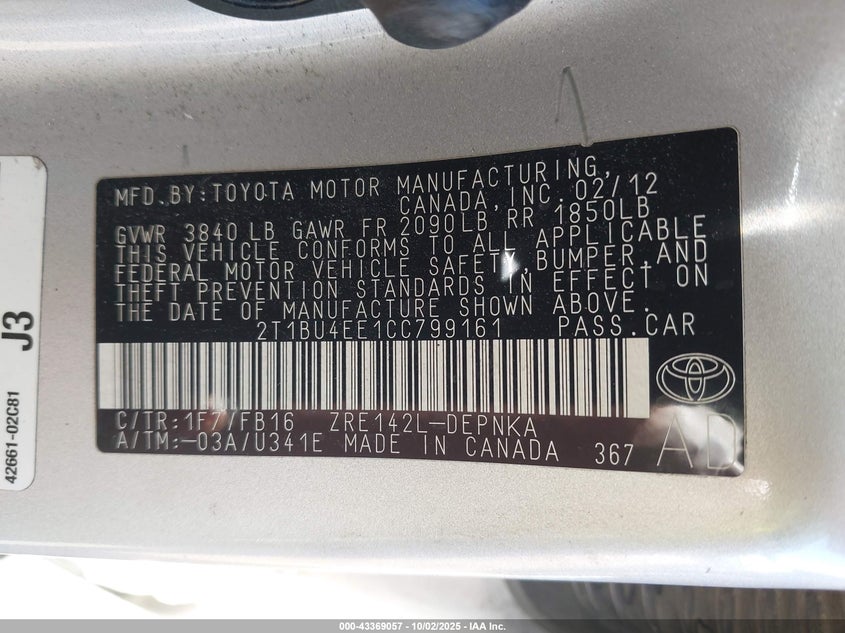 MFD.BY:TOYOTA MOTOR MANUFACTURING,
CANADA,INC. 02/12
GVWR 3840 LB GAWR FR 2090LB RR 1850LB
THIS VEHICLE CONFORMS TO ALL APPLICABLE
FEDERAL MOTOR VEHICLE SAFETY,BUMPER,AND
THEFT PREVENTION STANDARDS IN EFFECT ON
THE DATE OF MANUFACTURE SHOWN ABOVE.
2T1BU4EE1CC799161 PASS.CAR
C/TR:1F7/FB16 ZRE142L-DEPNKA
A/TM:-03A/U341E MADE IN CANADA 367
AD
J3
42661-02C81
000-43369057 - 10/02/2025 - IAA Inc.